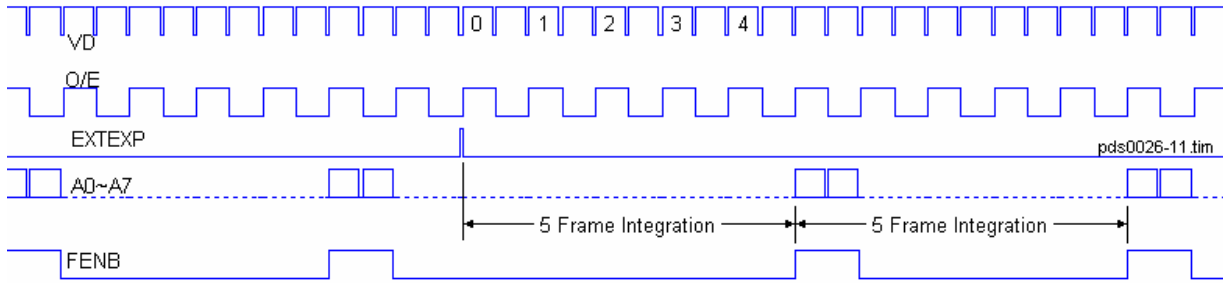 0 1 2 3 4
VD
O/E
EXTEXP
pds0026-11.tim
A0~A7
5 Frame Integration 5 Frame Integration
FENB